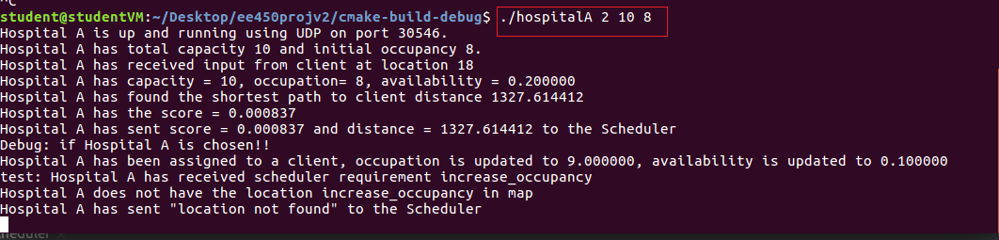 ^C
student@studentVM:~/Desktop/ee450projv2/cmake-build-debug$ ./hospitalA 2 10 8
Hospital A is up and running using UDP on port 30546.
Hospital A has total capacity 10 and initial occupancy 8.
Hospital A has received input from client at location 18
Hospital A has capacity = 10, occupation= 8, availability = 0.200000
Hospital A has found the shortest path to client distance 1327.614412
Hospital A has the score = 0.000837
Hospital A has sent score = 0.000837 and distance = 1327.614412 to the Scheduler
Debug: if Hospital A is chosen!!
Hospital A has been assigned to a client, occupation is updated to 9.000000, availability is updated to 0.100000
test: Hospital A has received scheduler requirement increase_occupancy
Hospital A does not have the location increase_occupancy in map
Hospital A has sent "location not found" to the Scheduler